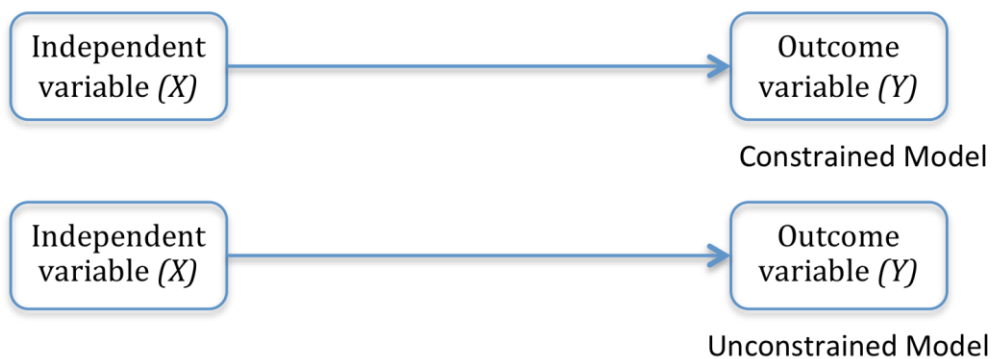 Independent
variable (X)
Outcome
variable (Y)
Constrained Model
Independent
variable (X)
Outcome
variable (Y)
Unconstrained Model